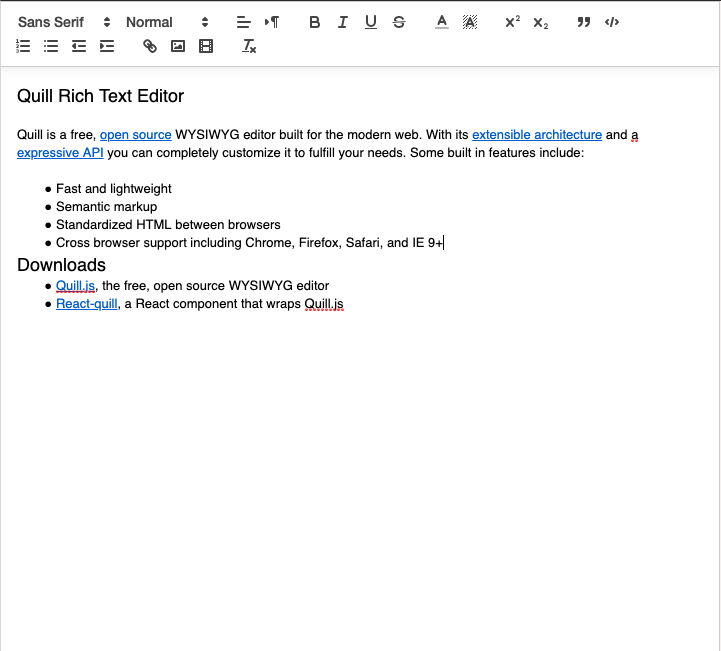 Sans Serif Normal
Quill Rich Text Editor
Quill is a free, open source WYSIWYG editor built for the modern web. With its extensible architecture and a
expressive API you can completely customize it to fulfill your needs. Some built in features include:
● Fast and lightweight
● Semantic markup
● Standardized HTML between browsers
● Cross browser support including Chrome, Firefox, Safari, and IE 9+
Downloads
● Quill.js, the free, open source WYSIWYG editor
● React-quill, a React component that wraps Quill.js